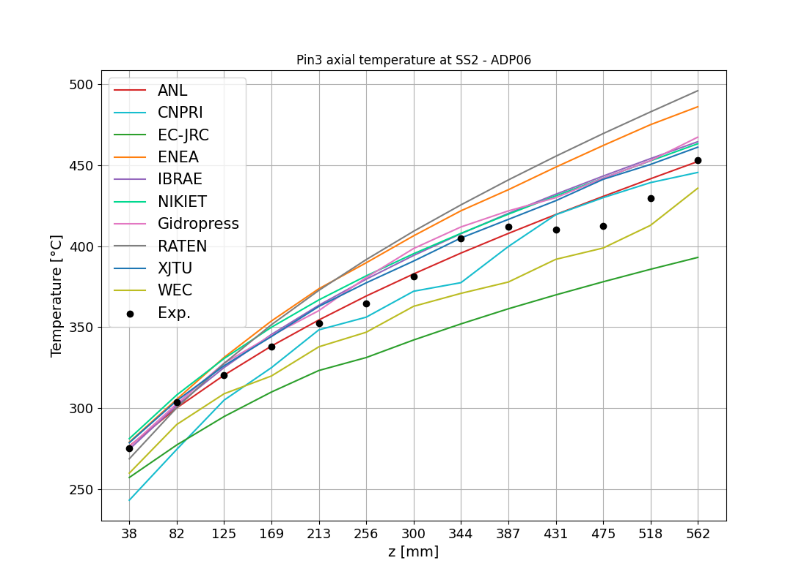 Pin3 axial temperature at SS2 - ADP06
500
450
400
350
300
250
Temperature [°C]
ANL
CNPRI
EC-JRC
ENEA
IBRAE
NIKIET
Gidropress
RATEN
XJTU
WEC
Exp.
38 82 125 169 213 256 300 344 387 431 475 518 562
z [mm]